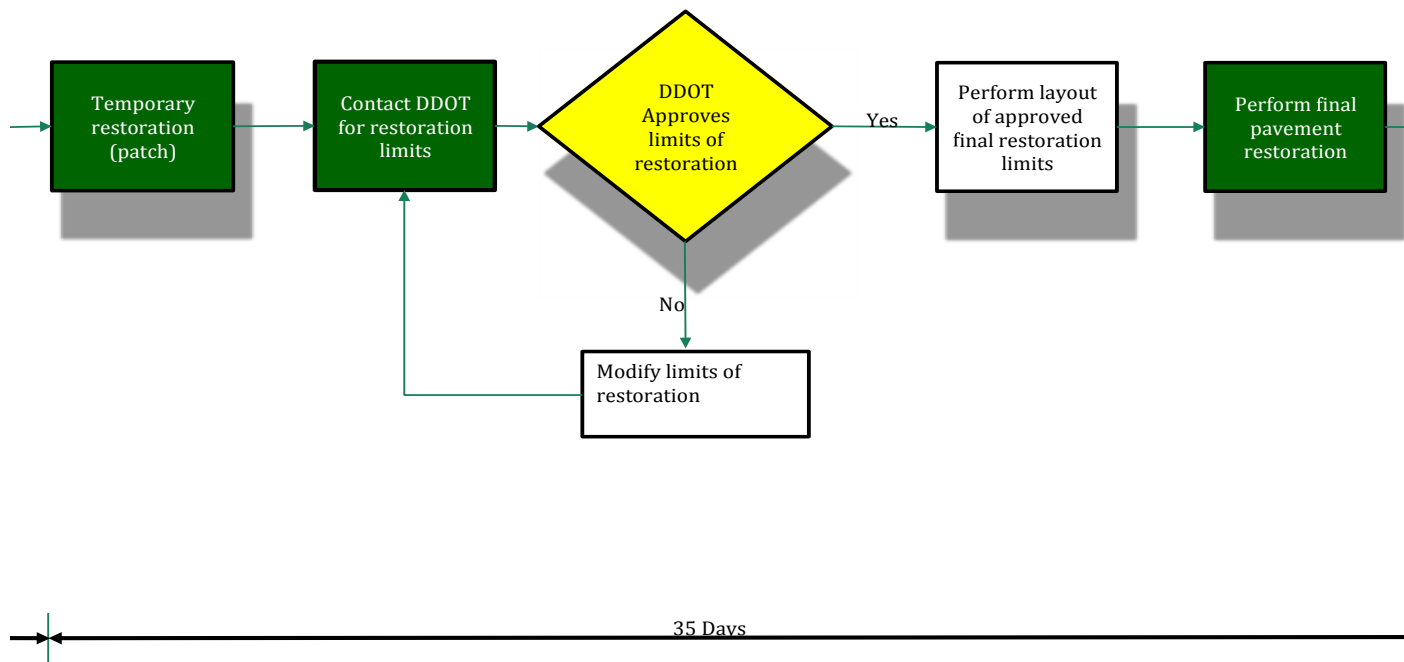 Temporary
restoration
(patch)
Contact DDOT
for restoration
limits
DDOT
Approves
limits of
restoration
Yes
Perform layout
of approved
final restoration
limits
Perform final
pavement
restoration
No
Modify limits of
restoration
35 Days